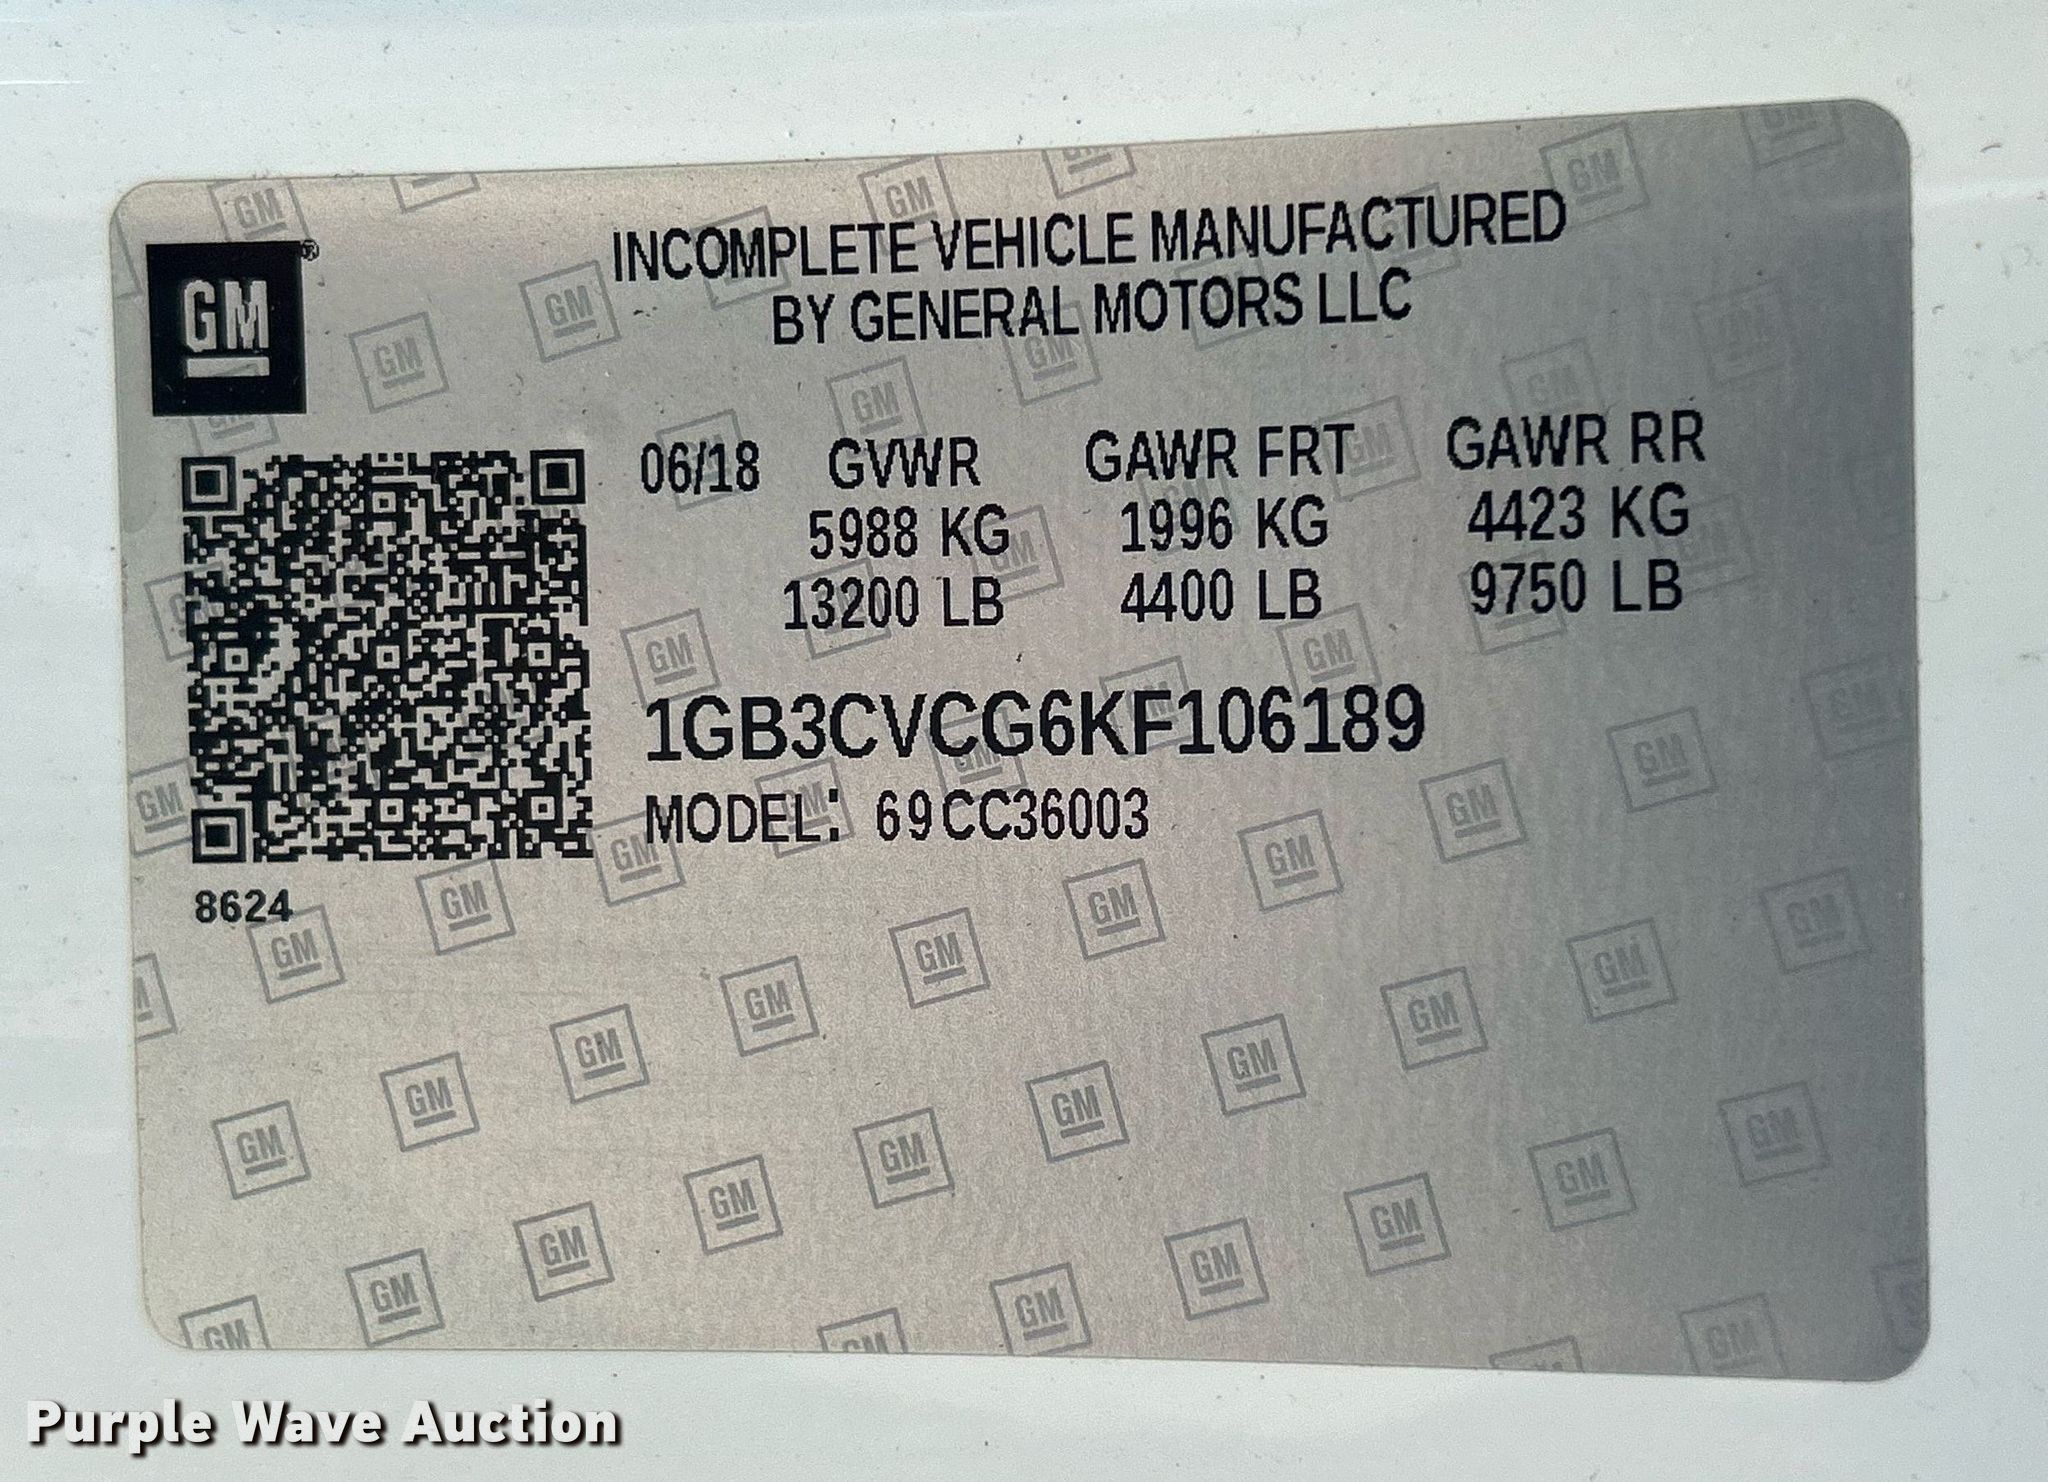 GM®
INCOMPLETE VEHICLE MANUFACTURED
BY GENERAL MOTORS LLC
06/18 GVWR GAWR FRT GAWR RR
5988 KG 1996 KG 4423 KG
13200 LB 4400 LB 9750 LB
1GB3CVCG6KF106189
MODEL: 69CC36003
8624
Purple Wave Auction